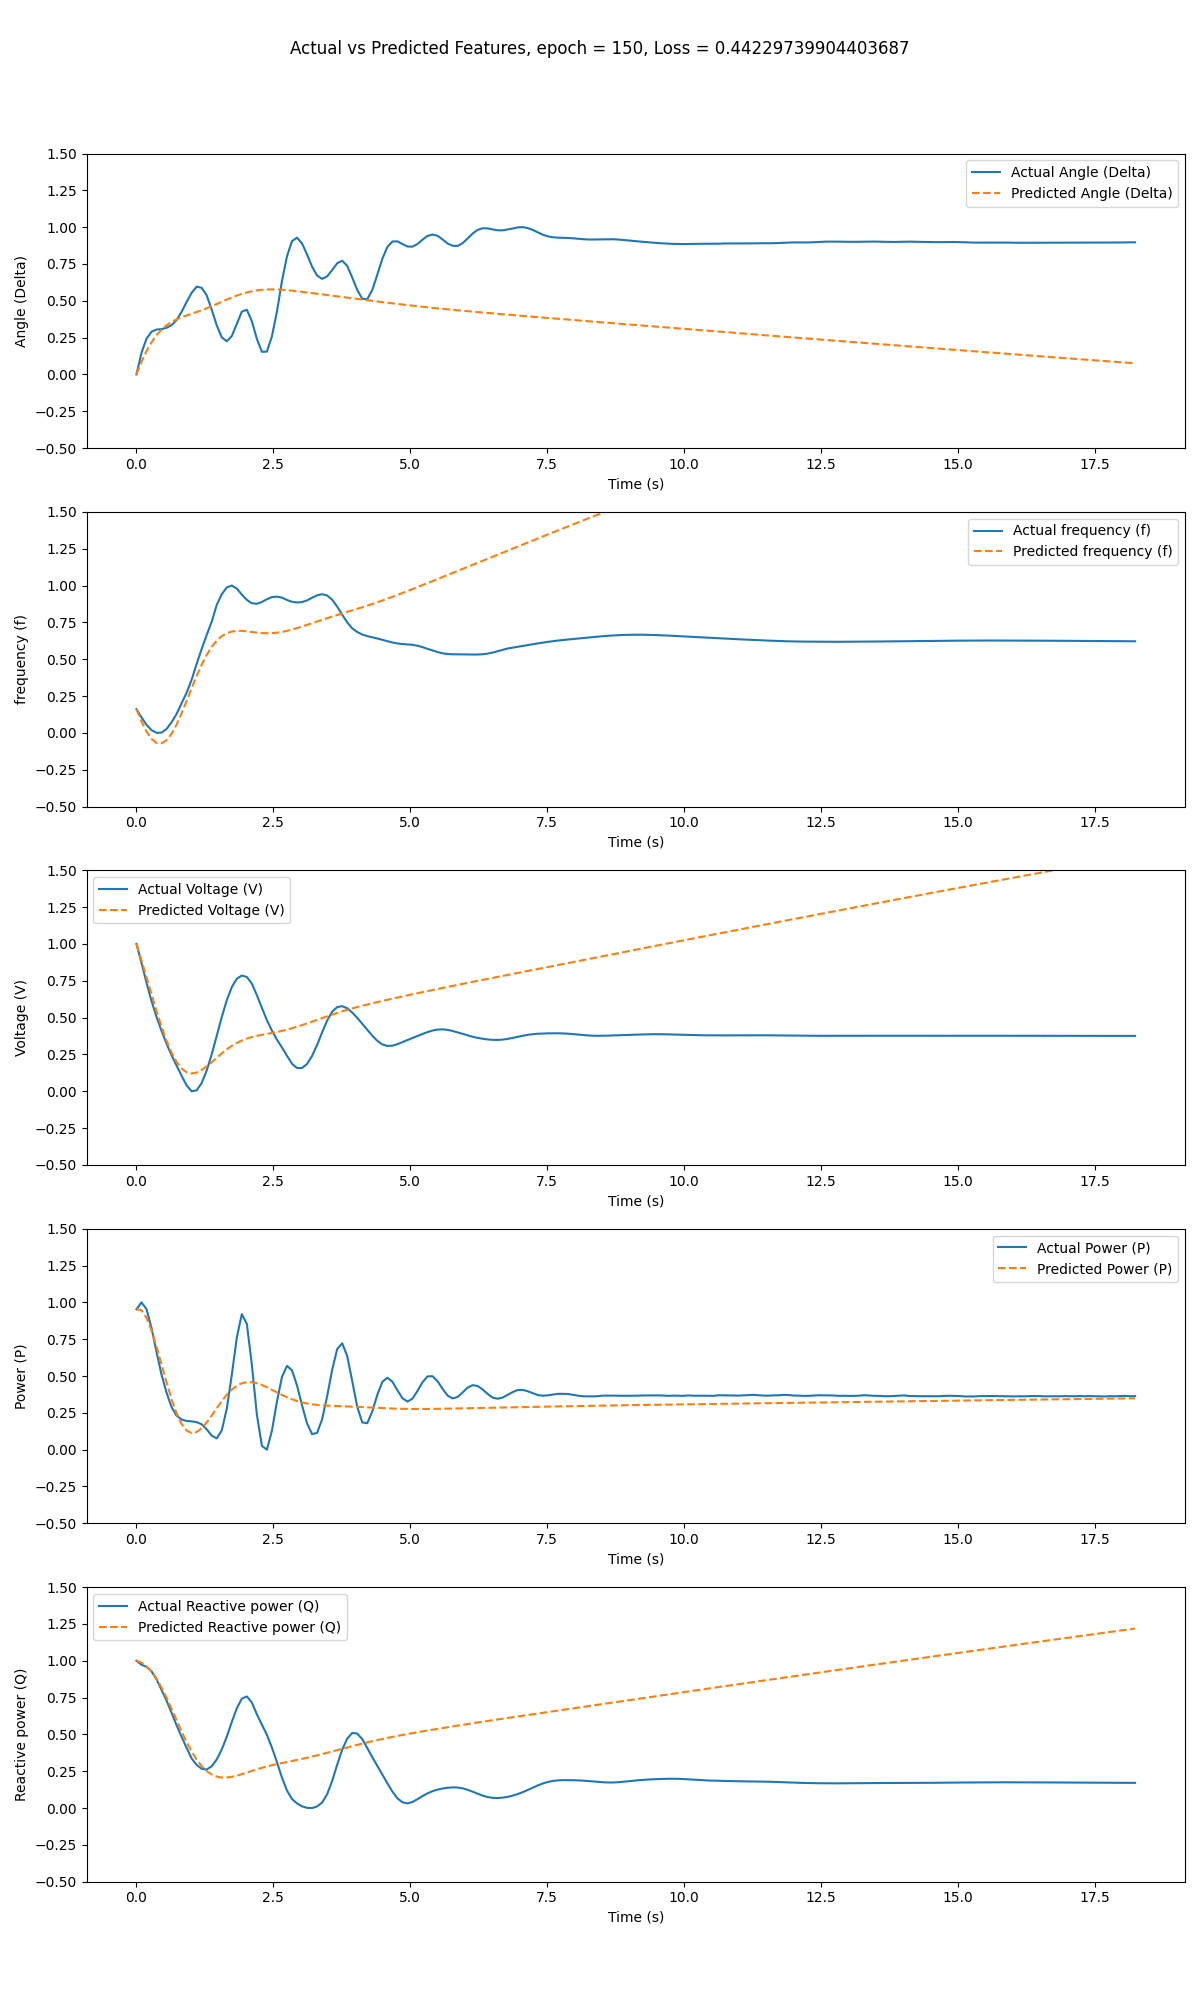 Actual vs Predicted Features, epoch = 150, Loss = 0.44229739904403687
1.50
1.25
1.00
0.75
0.50
0.25
0.00
−0.25
−0.50
Angle (Delta)
Actual Angle (Delta)
Predicted Angle (Delta)
0.0 2.5 5.0 7.5 10.0 12.5 15.0 17.5
Time (s)
1.50
1.25
1.00
0.75
0.50
0.25
0.00
−0.25
−0.50
frequency (f)
Actual frequency (f)
Predicted frequency (f)
0.0 2.5 5.0 7.5 10.0 12.5 15.0 17.5
Time (s)
1.50
1.25
1.00
0.75
0.50
0.25
0.00
−0.25
−0.50
Voltage (V)
Actual Voltage (V)
Predicted Voltage (V)
0.0 2.5 5.0 7.5 10.0 12.5 15.0 17.5
Time (s)
1.50
1.25
1.00
0.75
0.50
0.25
0.00
−0.25
−0.50
Power (P)
Actual Power (P)
Predicted Power (P)
0.0 2.5 5.0 7.5 10.0 12.5 15.0 17.5
Time (s)
1.50
1.25
1.00
0.75
0.50
0.25
0.00
−0.25
−0.50
Reactive power (Q)
Actual Reactive power (Q)
Predicted Reactive power (Q)
0.0 2.5 5.0 7.5 10.0 12.5 15.0 17.5
Time (s)